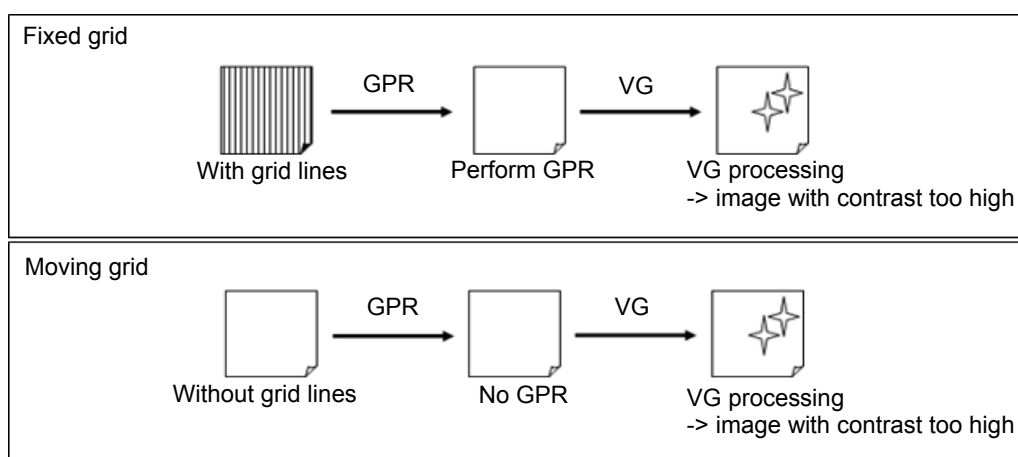 Fixed grid
GPR
VG
With grid lines
Perform GPR
VG processing
-> image with contrast too high
Moving grid
GPR
VG
Without grid lines
No GPR
VG processing
-> image with contrast too high